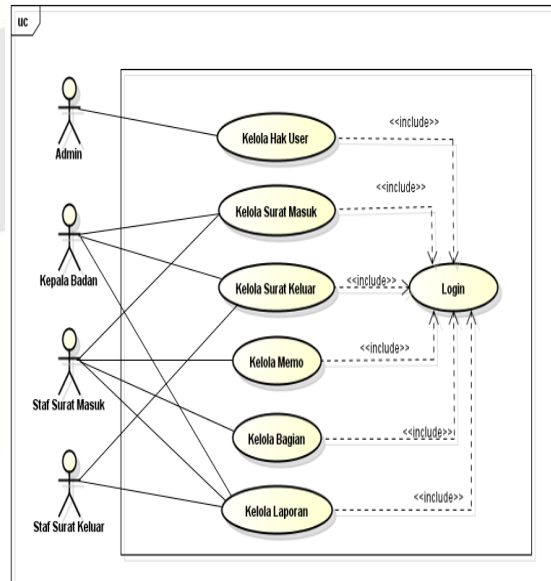 uc
<<include>>
Kelola Hak User
Admin
<<include>>
Kelola Surat Masuk
Kepala Badan
<<include>>
Kelola Surat Keluar
Login
<<include>>
Kelola Memo
Staf Surat Masuk
<<include>>
Kelola Bagian
<<include>>
Kelola Laporan
Staf Surat Keluar